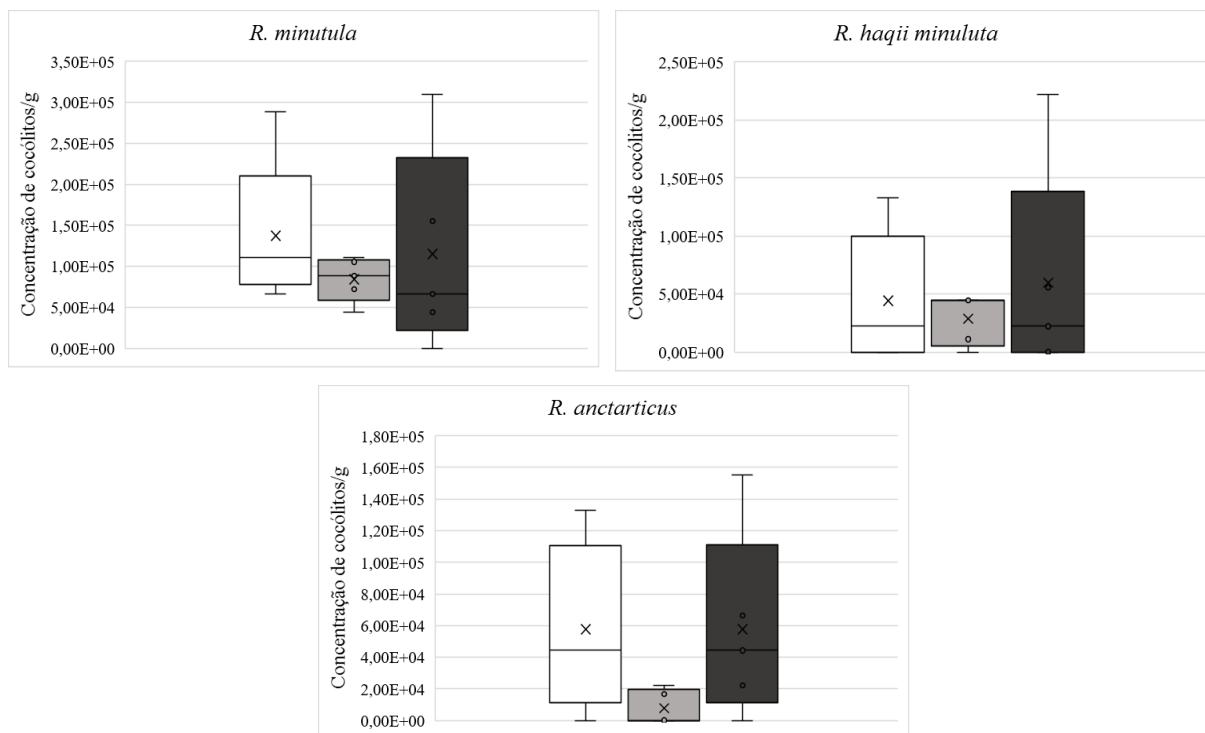 R. minutula
Concentração de cocólitos/g
3,50E+05
3,00E+05
2,50E+05
2,00E+05
1,50E+05
1,00E+05
5,00E+04
0,00E+00
R. haqii minuluta
Concentração de cocólitos/g
2,50E+05
2,00E+05
1,50E+05
1,00E+05
5,00E+04
0,00E+00
R. anctarticus
Concentração de cocólitos/g
1,80E+05
1,60E+05
1,40E+05
1,20E+05
1,00E+05
8,00E+04
6,00E+04
4,00E+04
2,00E+04
0,00E+00